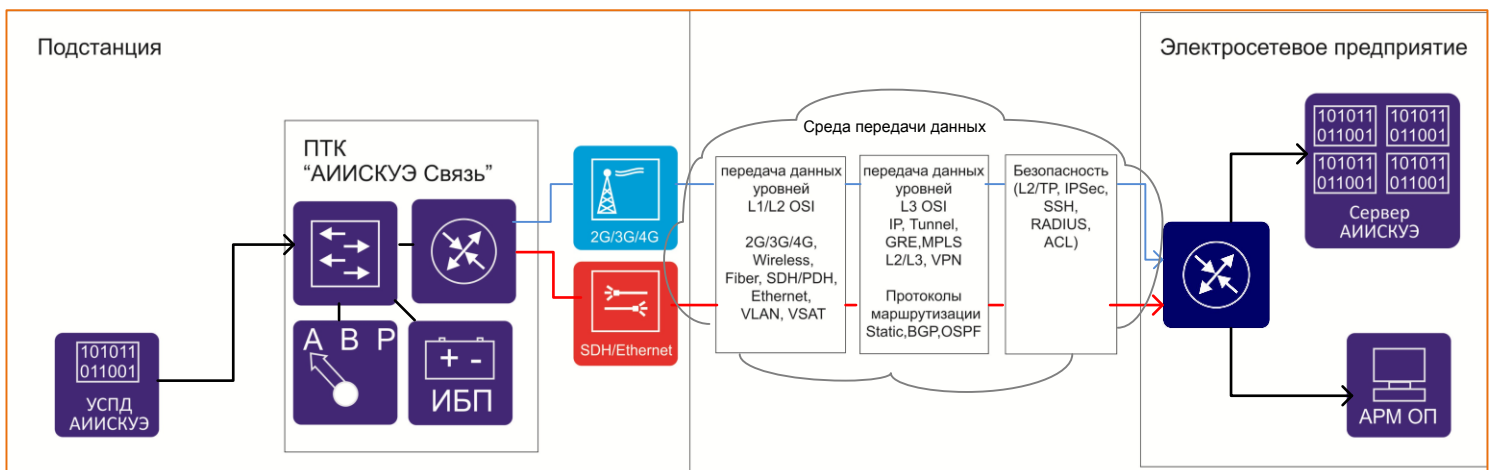 Подстанция
Электросетевое предприятие
ПТК
“АИИСКУЭ Связь”
А В Р
ИБП
101011
011001
УСПД
АИИСКУЭ
2G/3G/4G
SDH/Ethernet
Среда передачи данных
передача данных
уровней
L1/L2 OSI
2G/3G/4G,
Wireless,
Fiber, SDH/PDH,
Ethernet,
VLAN, VSAT
передача данных
уровней
L3 OSI
IP, Tunnel,
GRE,MPLS
L2/L3, VPN
Протоколы
маршрутизации
Static,BGP,OSPF
Безопасность
(L2/TP, IPSec,
SSH,
RADIUS,
ACL)
101011 101011
011001 011001
101011 101011
011001 011001
Сервер
АИИСКУЭ
АРМ ОП